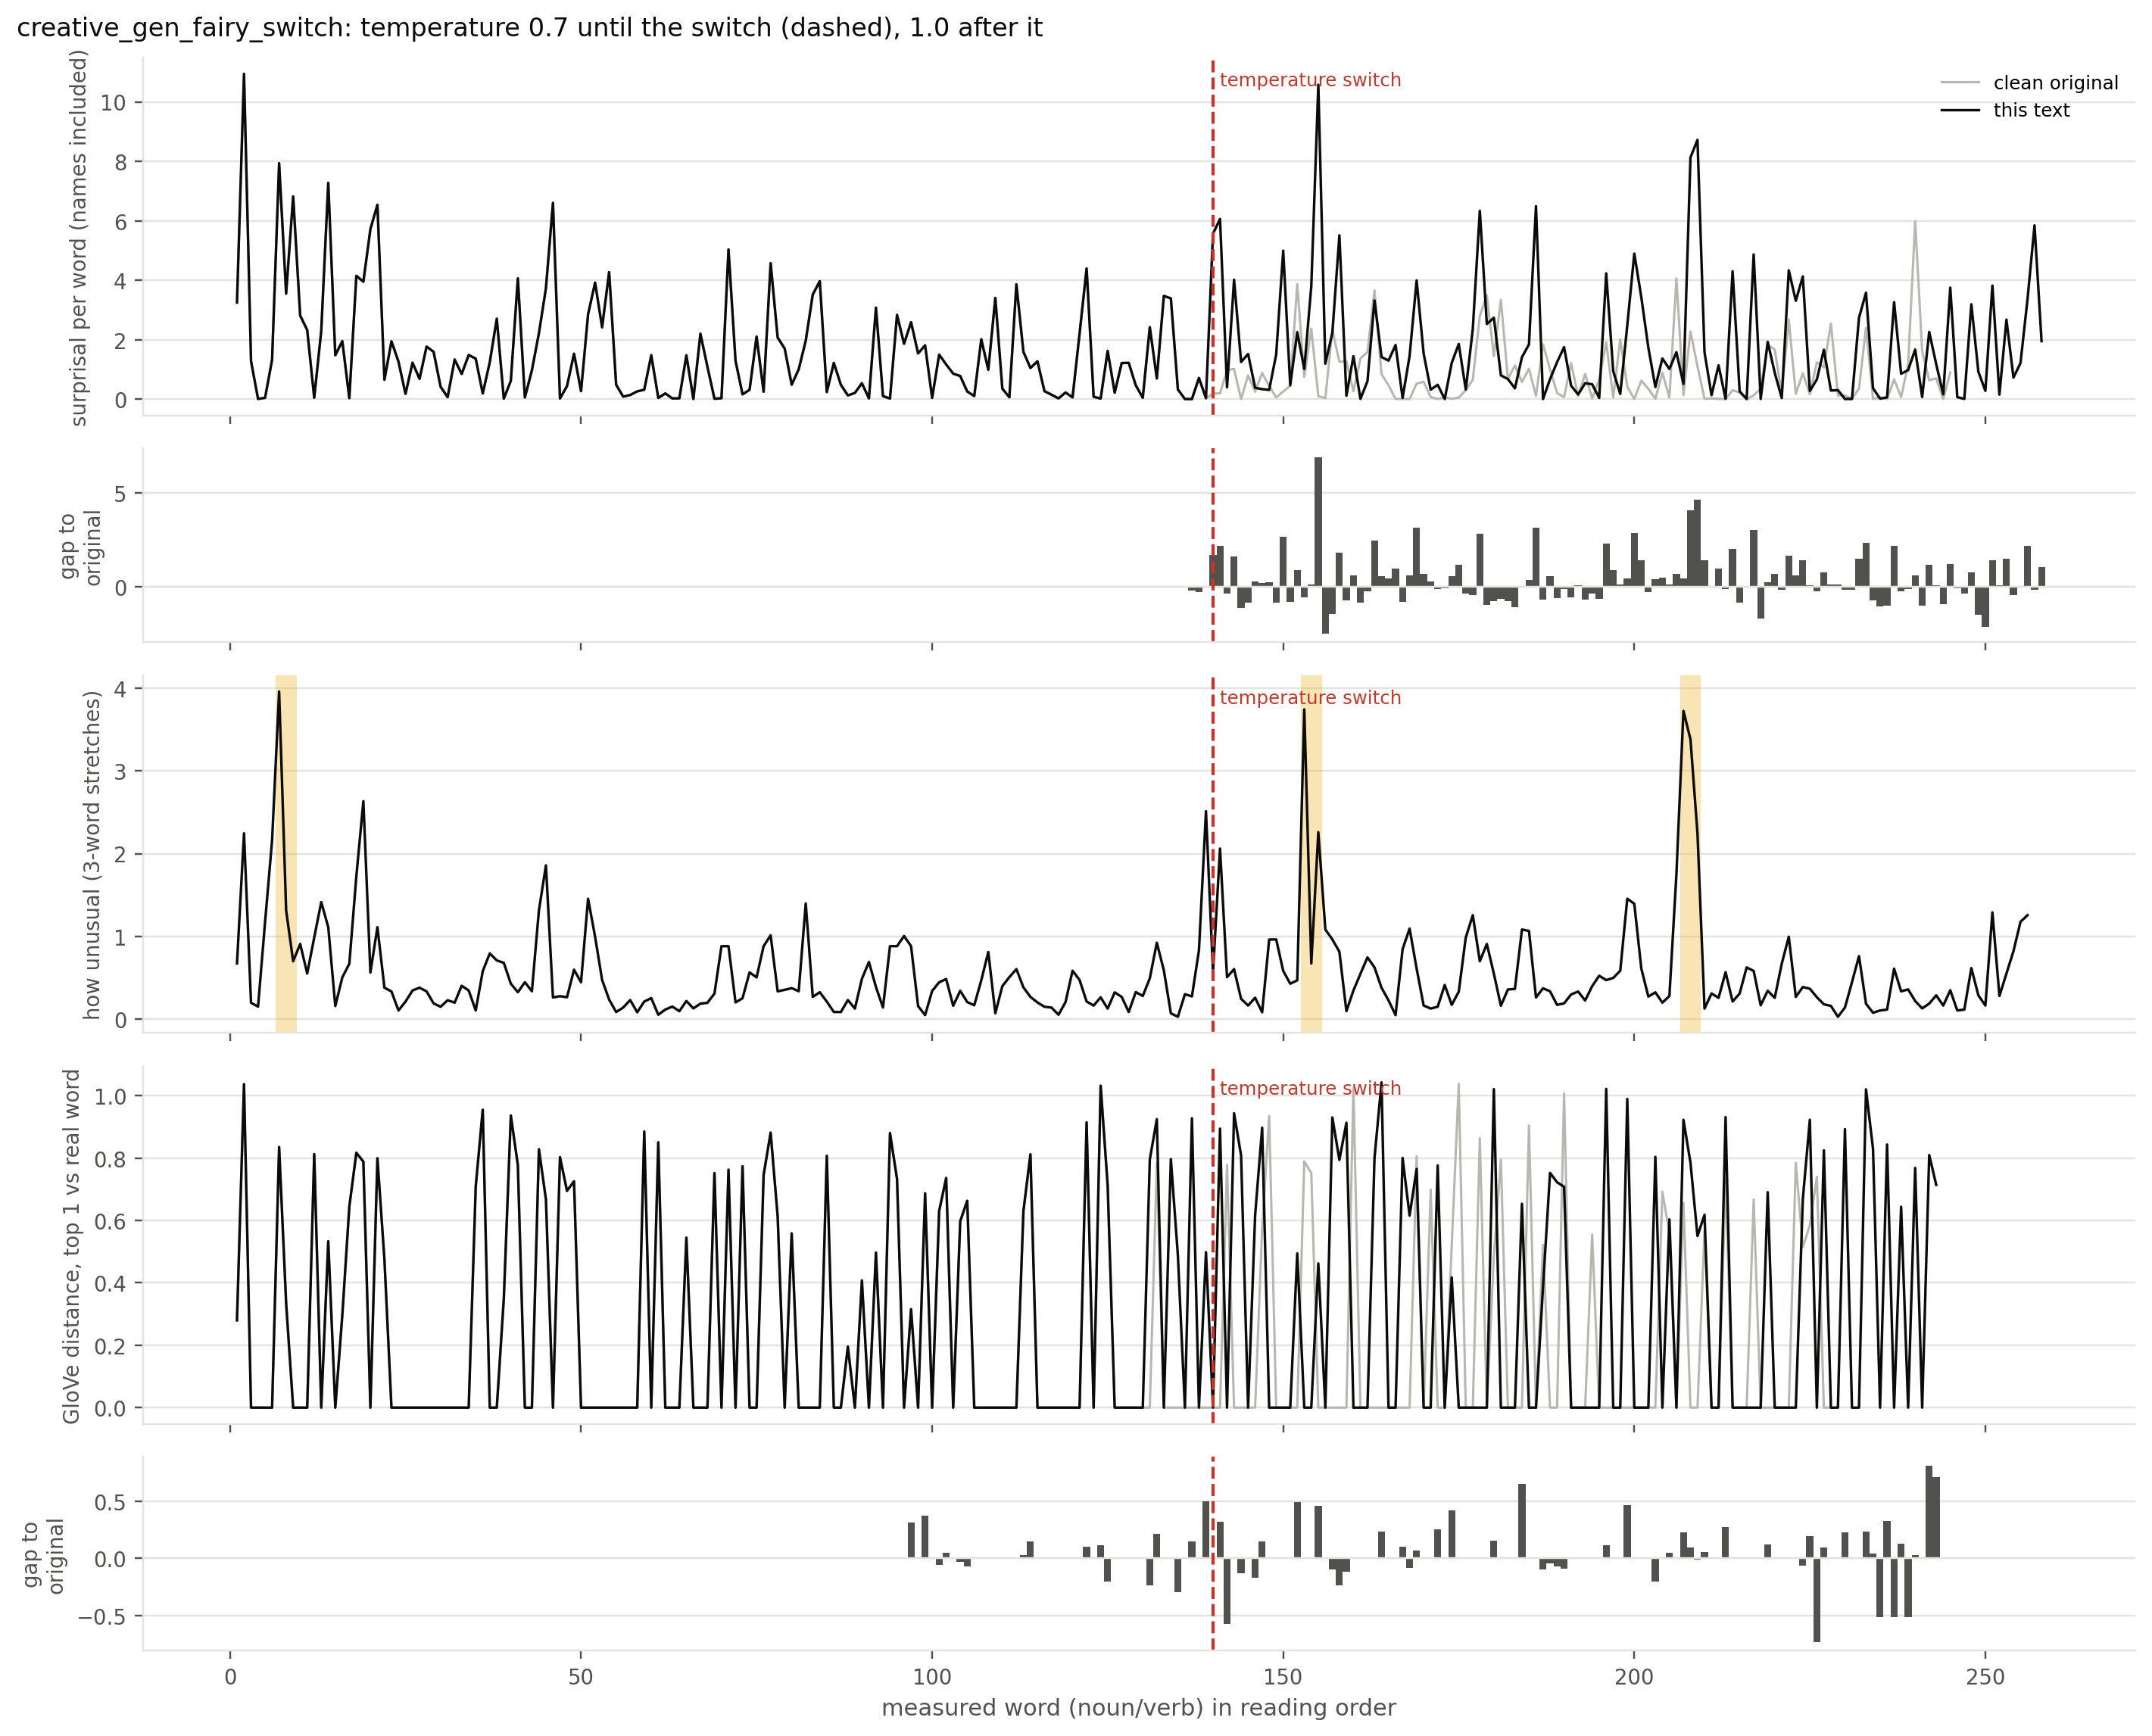 creative_gen_fairy_switch: temperature 0.7 until the switch (dashed), 1.0 after it
surprisal per word (names included)
10
8
6
4
2
0
temperature switch
clean original
this text
gap to
original
5
0
how unusual (3-word stretches)
4
3
2
1
0
temperature switch
GloVe distance, top 1 vs real word
1.0
0.8
0.6
0.4
0.2
0.0
temperature switch
gap to
original
0.5
0.0
−0.5
0 50 100 150 200 250
measured word (noun/verb) in reading order